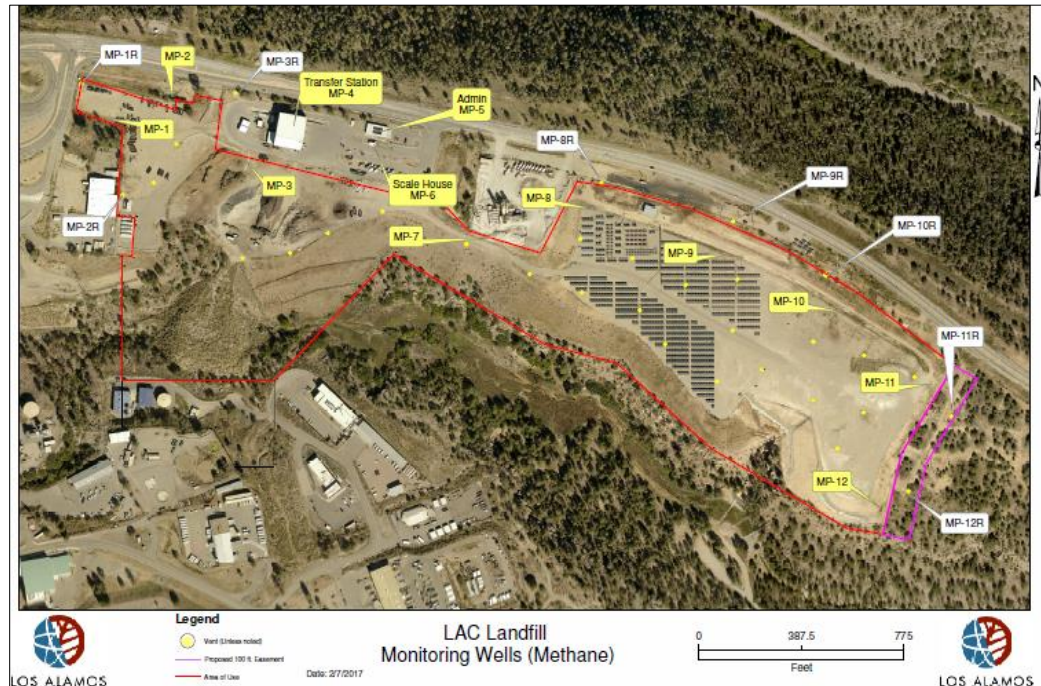 MP-1R
MP-2
MP-3R
Transfer Station
MP-4
Admin
MP-5
MP-1
MP-8R
MP-3
Scale House
MP-6
MP-8
MP-9R
MP-2R
MP-7
MP-9
MP-10R
MP-10
MP-11R
MP-11
MP-12
MP-12R
N
LOS ALAMOS
Legend
Vent (Unless noted)
Proposed 100 ft. Easement
Area of Use
Date: 2/7/2017
LAC Landfill
Monitoring Wells (Methane)
0 387.5 775
Feet
LOS ALAMOS